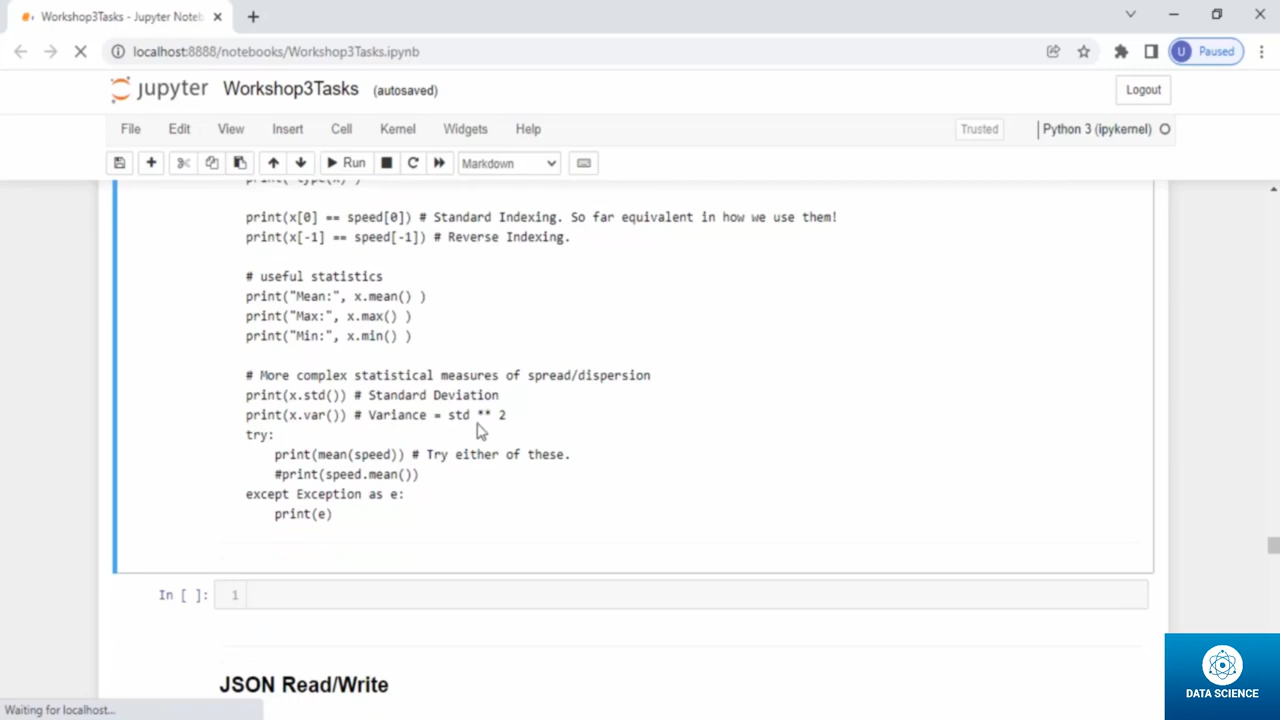 Workshop3Tasks - Jupyter Noteb
localhost:8888/notebooks/Workshop3Tasks.ipynb
Paused
U
jupyter Workshop3Tasks (autosaved)
Logout
File Edit View Insert Cell Kernel Widgets Help
Trusted
Python 3 (ipykernel)
Run
Markdown
print( type(x) )
print(x[0] == speed[0]) # Standard Indexing. So far equivalent in how we use them!
print(x[-1] == speed[-1]) # Reverse Indexing.
# useful statistics
print("Mean:", x.mean() )
print("Max:", x.max() )
print("Min:", x.min() )
# More complex statistical measures of spread/dispersion
print(x.std()) # Standard Deviation
print(x.var()) # Variance = std ** 2
try:
print(mean(speed)) # Try either of these.
#print(speed.mean())
except Exception as e:
print(e)
In [ ]: 1
JSON Read/Write
Waiting for localhost...
DATA SCIENCE